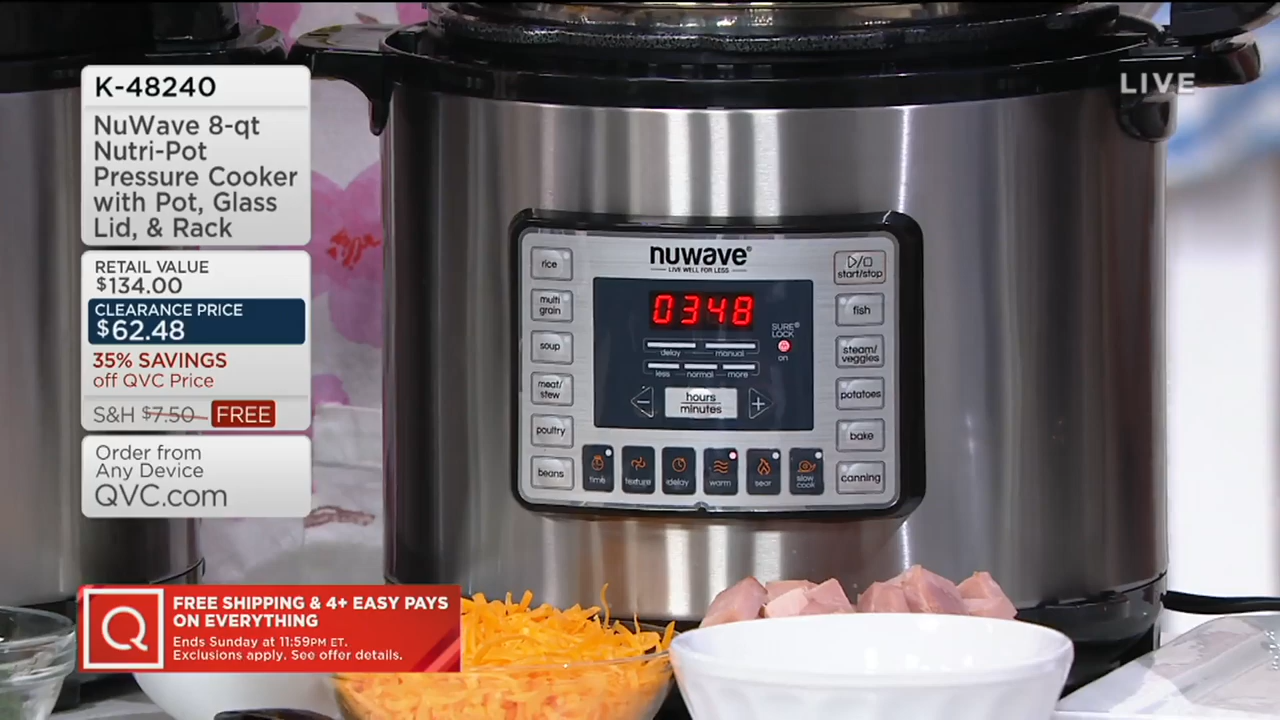 K-48240
NuWave 8-qt
Nutri-Pot
Pressure Cooker
with Pot, Glass
Lid, & Rack
RETAIL VALUE
$134.00
CLEARANCE PRICE
$62.48
35% SAVINGS
off QVC Price
S&H $7.50 FREE
Order from
Any Device
QVC.com
Q
FREE SHIPPING & 4+ EASY PAYS
ON EVERYTHING
Ends Sunday at 11:59PM ET.
Exclusions apply. See offer details.
LIVE
nuwave®
LIVE WELL FOR LESS
0348
SURE®
LOCK
on
delay manual
less normal more
− hours +
minutes
rice
multi
grain
soup
meat/
stew
poultry
beans
time texture delay warm sear slow
cook
start/stop
fish
steam/
veggies
potatoes
bake
canning